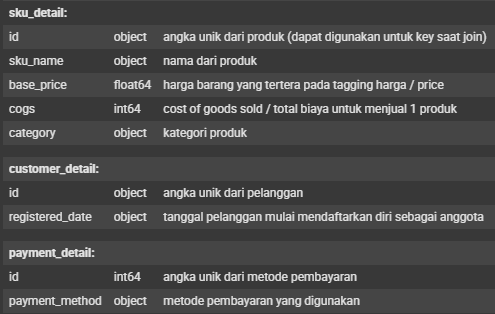 sku_detail:
id object angka unik dari produk (dapat digunakan untuk key saat join)
sku_name object nama dari produk
base_price float64 harga barang yang tertera pada tagging harga / price
cogs int64 cost of goods sold / total biaya untuk menjual 1 produk
category object kategori produk
customer_detail:
id object angka unik dari pelanggan
registered_date object tanggal pelanggan mulai mendaftarkan diri sebagai anggota
payment_detail:
id int64 angka unik dari metode pembayaran
payment_method object metode pembayaran yang digunakan